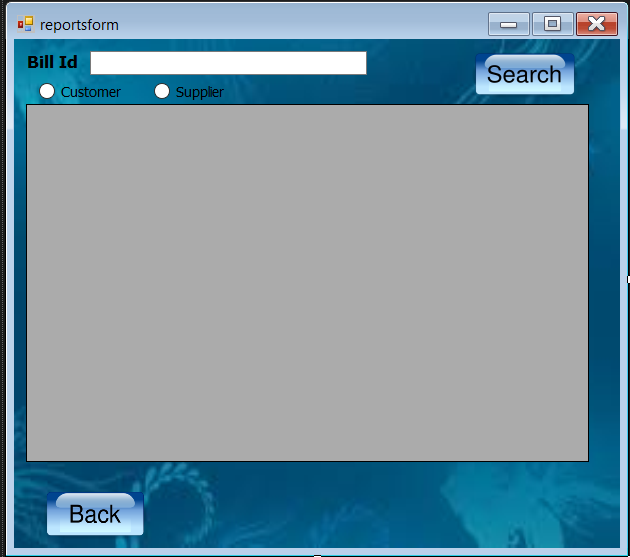 reportsform
Bill Id
Search
Customer
Supplier
Back